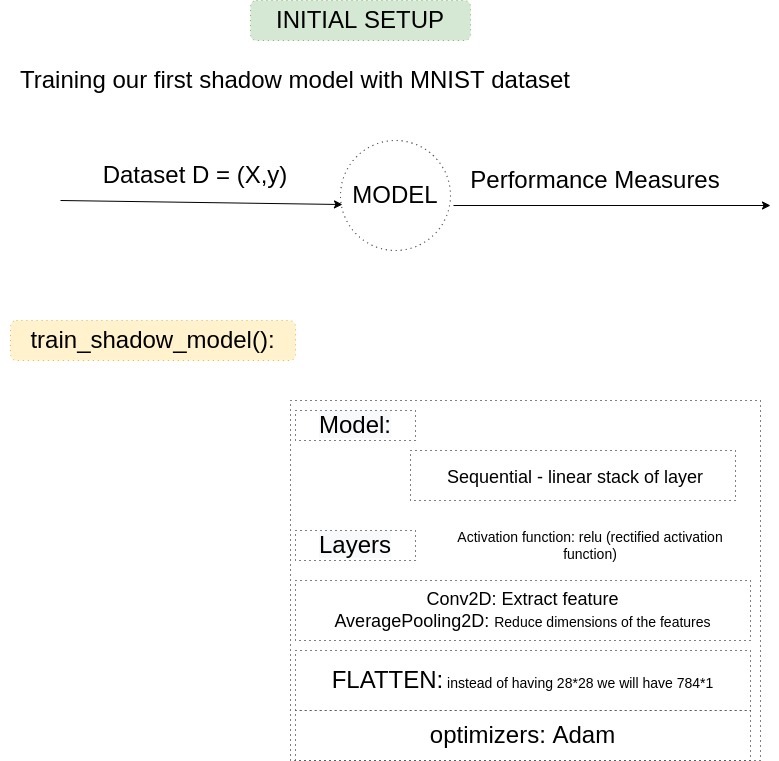 INITIAL SETUP
Training our first shadow model with MNIST dataset
Dataset D = (X,y)
MODEL
Performance Measures
train_shadow_model():
Model:
Sequential - linear stack of layer
Layers
Activation function: relu (rectified activation
function)
Conv2D: Extract feature
AveragePooling2D: Reduce dimensions of the features
FLATTEN: instead of having 28*28 we will have 784*1
optimizers: Adam